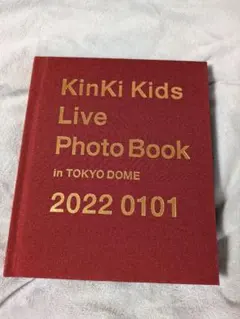 KinKi Kids
Live
Photo Book
in TOKYO DOME
2022 0101